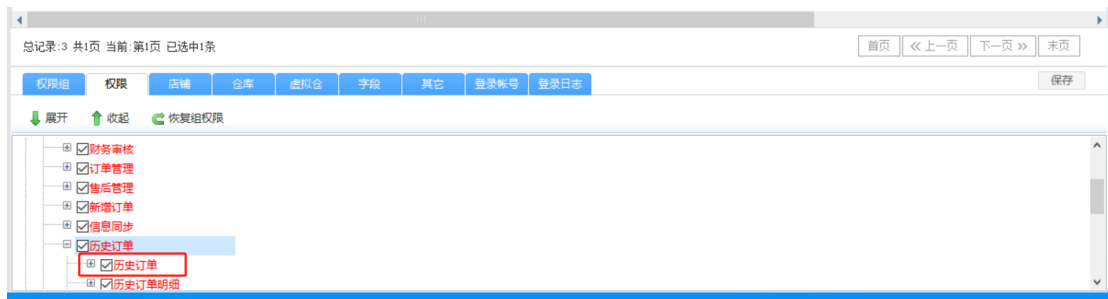 总记录:3 共1页 当前:第1页 已选中1条 首页 《上一页 下一页》 末页
权限组 权限 店铺 仓库 虚拟仓 字段 其它 登录帐号 登录日志 保存
展开 收起 恢复组权限
财务审核
订单管理
售后管理
新增订单
信息同步
历史订单
历史订单
历史订单明细